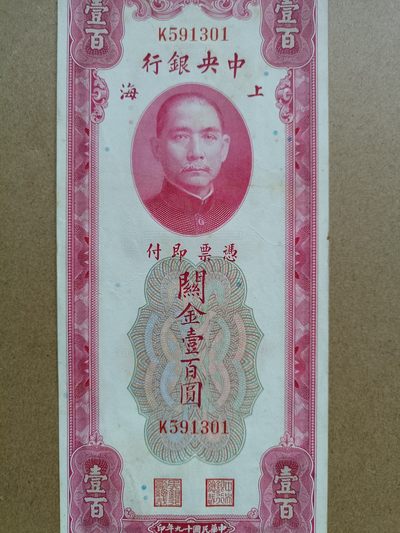 壹百
壹百
K591301
中央銀行
上海
憑票即付
關金壹百圓
K591301
壹百
壹百
中華民國十九年印